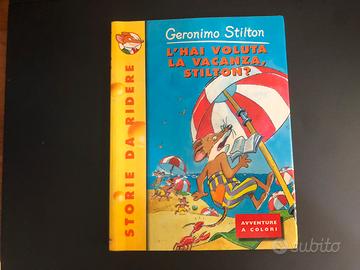 Geronimo Stilton
L'HAI VOLUTA
LA VACANZA,
STILTON?
STORIE DA RIDERE
AVVENTURE
A COLORI
subito